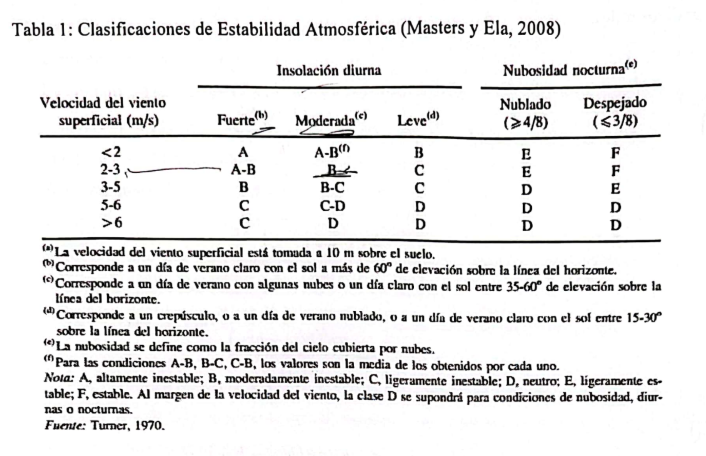 Tabla 1: Clasificaciones de Estabilidad Atmosférica (Masters y Ela, 2008)
Insolación diurna Nubosidad nocturna(e)
Velocidad del viento superficial (m/s) Fuerte(b) Moderada(c) Leve(d) Nublado (⩾4/8) Despejado (⩽3/8)
<2 A A-B(f) B E F
2-3 A-B B C E F
3-5 B B-C C D E
5-6 C C-D D D D
>6 C D D D D
(a)La velocidad del viento superficial está tomada a 10 m sobre el suelo.
(b)Corresponde a un día de verano claro con el sol a más de 60° de elevación sobre la línea del horizonte.
(c)Corresponde a un día de verano con algunas nubes o un día claro con el sol entre 35-60° de elevación sobre la
línea del horizonte.
(d)Corresponde a un crepúsculo, o a un día de verano nublado, o a un día de verano claro con el sol entre 15-30°
sobre la línea del horizonte.
(e)La nubosidad se define como la fracción del cielo cubierta por nubes.
(f)Para las condiciones A-B, B-C, C-B, los valores son la media de los obtenidos por cada uno.
Nota: A, altamente inestable; B, moderadamente inestable; C, ligeramente inestable; D, neutro; E, ligeramente es-
table; F, estable. Al margen de la velocidad del viento, la clase D se supondrá para condiciones de nubosidad, diur-
nas o nocturnas.
Fuente: Turner, 1970.